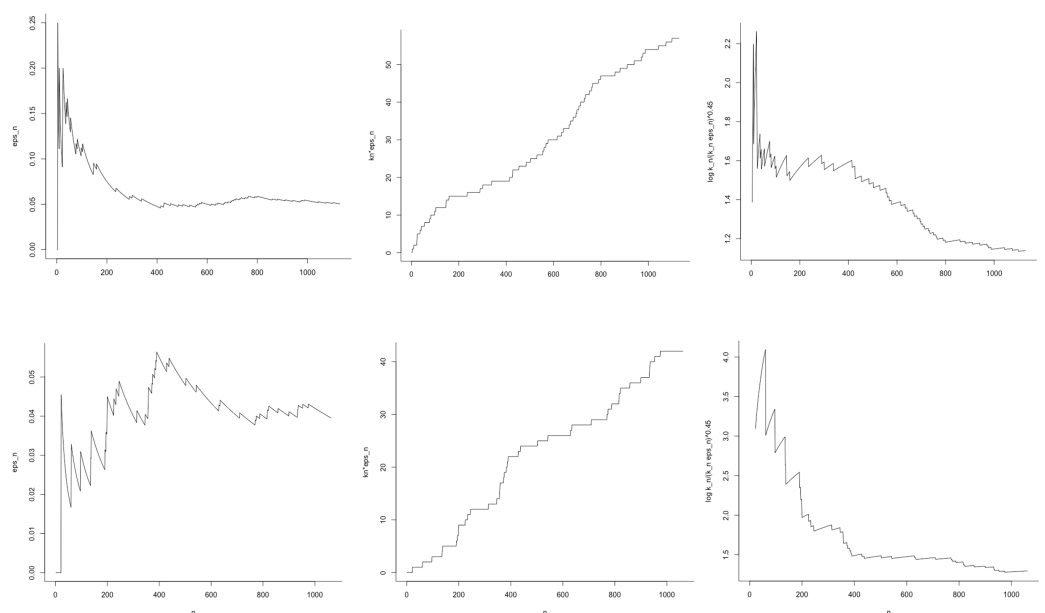 eps_n
0.00 0.05 0.10 0.15 0.20 0.25
0 200 400 600 800 1000
kn*eps_n
0 10 20 30 40 50
0 200 400 600 800 1000
log k_n/(k_n eps_n)^0.45
1.2 1.4 1.6 1.8 2.0 2.2
0 200 400 600 800 1000
eps_n
0.00 0.01 0.02 0.03 0.04 0.05
0 200 400 600 800 1000
n
kn*eps_n
0 10 20 30 40
0 200 400 600 800 1000
n
log k_n/(k_n eps_n)^0.45
1.5 2.0 2.5 3.0 3.5 4.0
0 200 400 600 800 1000
n